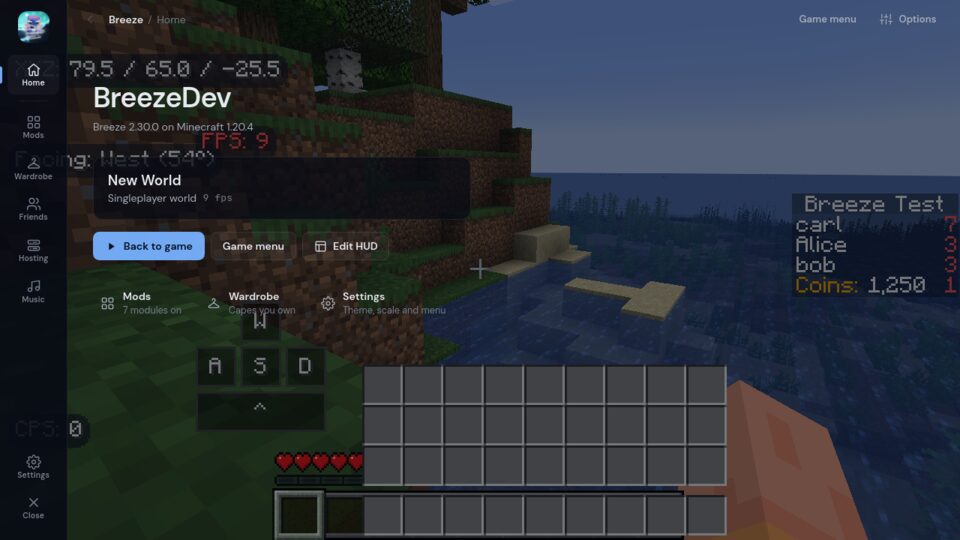 Breeze / Home
Game menu
Options
XYZ: 79.5 / 65.0 / -25.5
Home
BreezeDev
Breeze 2.30.0 on Minecraft 1.20.4
FPS: 9
Mods
Facing: West (54°)
Wardrobe
New World
Singleplayer world 9 fps
Friends
Breeze Test
carl 7
Alice 3
bob 3
Coins: 1,250 1
Hosting
Back to game
Game menu
Edit HUD
Music
Mods
7 modules on
Wardrobe
Capes you own
Settings
Theme, scale and menu
W
A
S
D
^
CPS: 0
Settings
Close